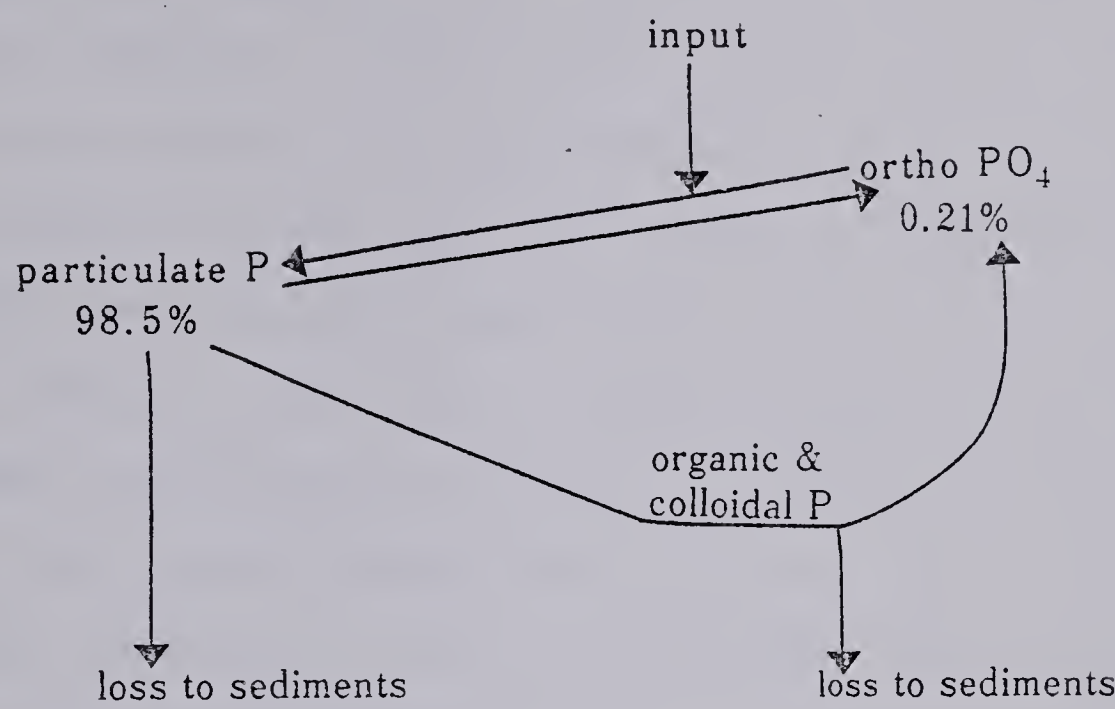 input
ortho PO₄
0.21%
particulate P
98.5%
organic &
colloidal P
loss to sediments
loss to sediments